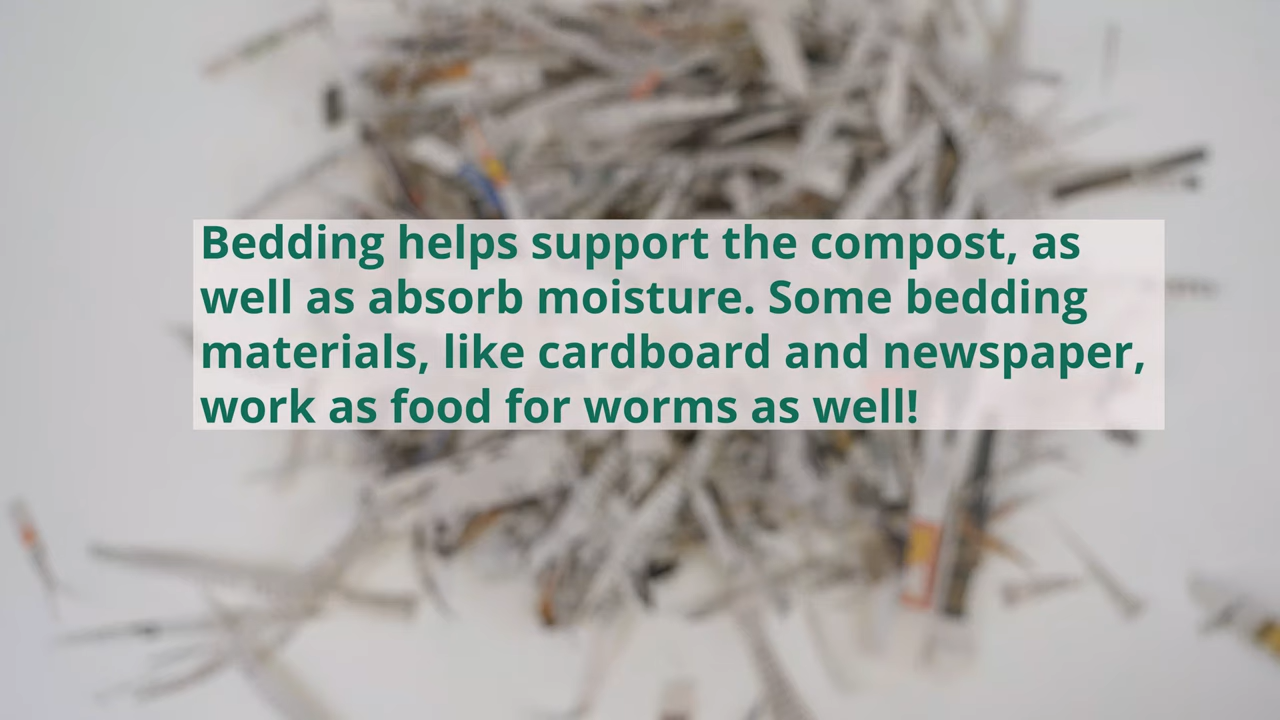 Bedding helps support the compost, as
well as absorb moisture. Some bedding
materials, like cardboard and newspaper,
work as food for worms as well!